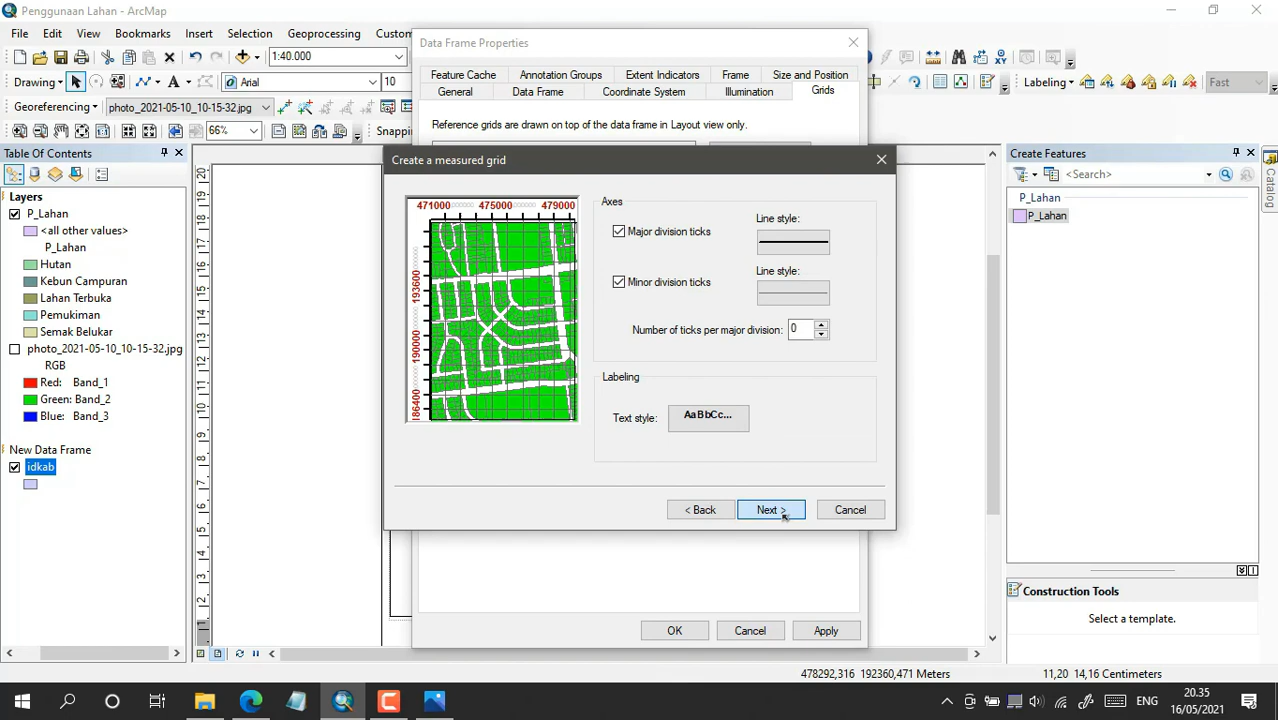 Penggunaan Lahan - ArcMap
File Edit View Bookmarks Insert Selection Geoprocessing Custom
1:40.000
Drawing Arial 10 Labeling Fast
Georeferencing photo_2021-05-10_10-15-32.jpg
66% Snappin
Table Of Contents
Layers
P_Lahan
<all other values>
P_Lahan
Hutan
Kebun Campuran
Lahan Terbuka
Pemukiman
Semak Belukar
photo_2021-05-10_10-15-32.jpg
RGB
Red: Band_1
Green: Band_2
Blue: Band_3
New Data Frame
idkab
Data Frame Properties
Feature Cache Annotation Groups Extent Indicators Frame Size and Position
General Data Frame Coordinate System Illumination Grids
Reference grids are drawn on top of the data frame in Layout view only.
Create a measured grid
471000 475000 479000
193600
190000
186400
Axes
Major division ticks
Line style:
Minor division ticks
Line style:
Number of ticks per major division: 0
Labeling
Text style: AaBbCc...
< Back Next > Cancel
OK Cancel Apply
Create Features
<Search>
P_Lahan
P_Lahan
Catalog
Construction Tools
Select a template.
478292,316 192360,471 Meters 11,20 14,16 Centimeters
ENG
20.35
16/05/2021